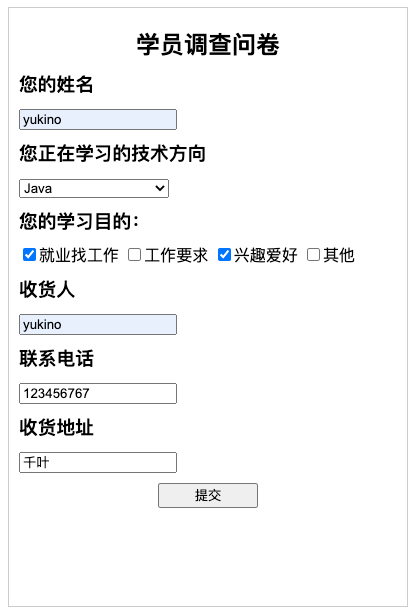 学员调查问卷
您的姓名
yukino
您正在学习的技术方向
Java
您的学习目的：
就业找工作 工作要求 兴趣爱好 其他
收货人
yukino
联系电话
123456767
收货地址
千叶
提交